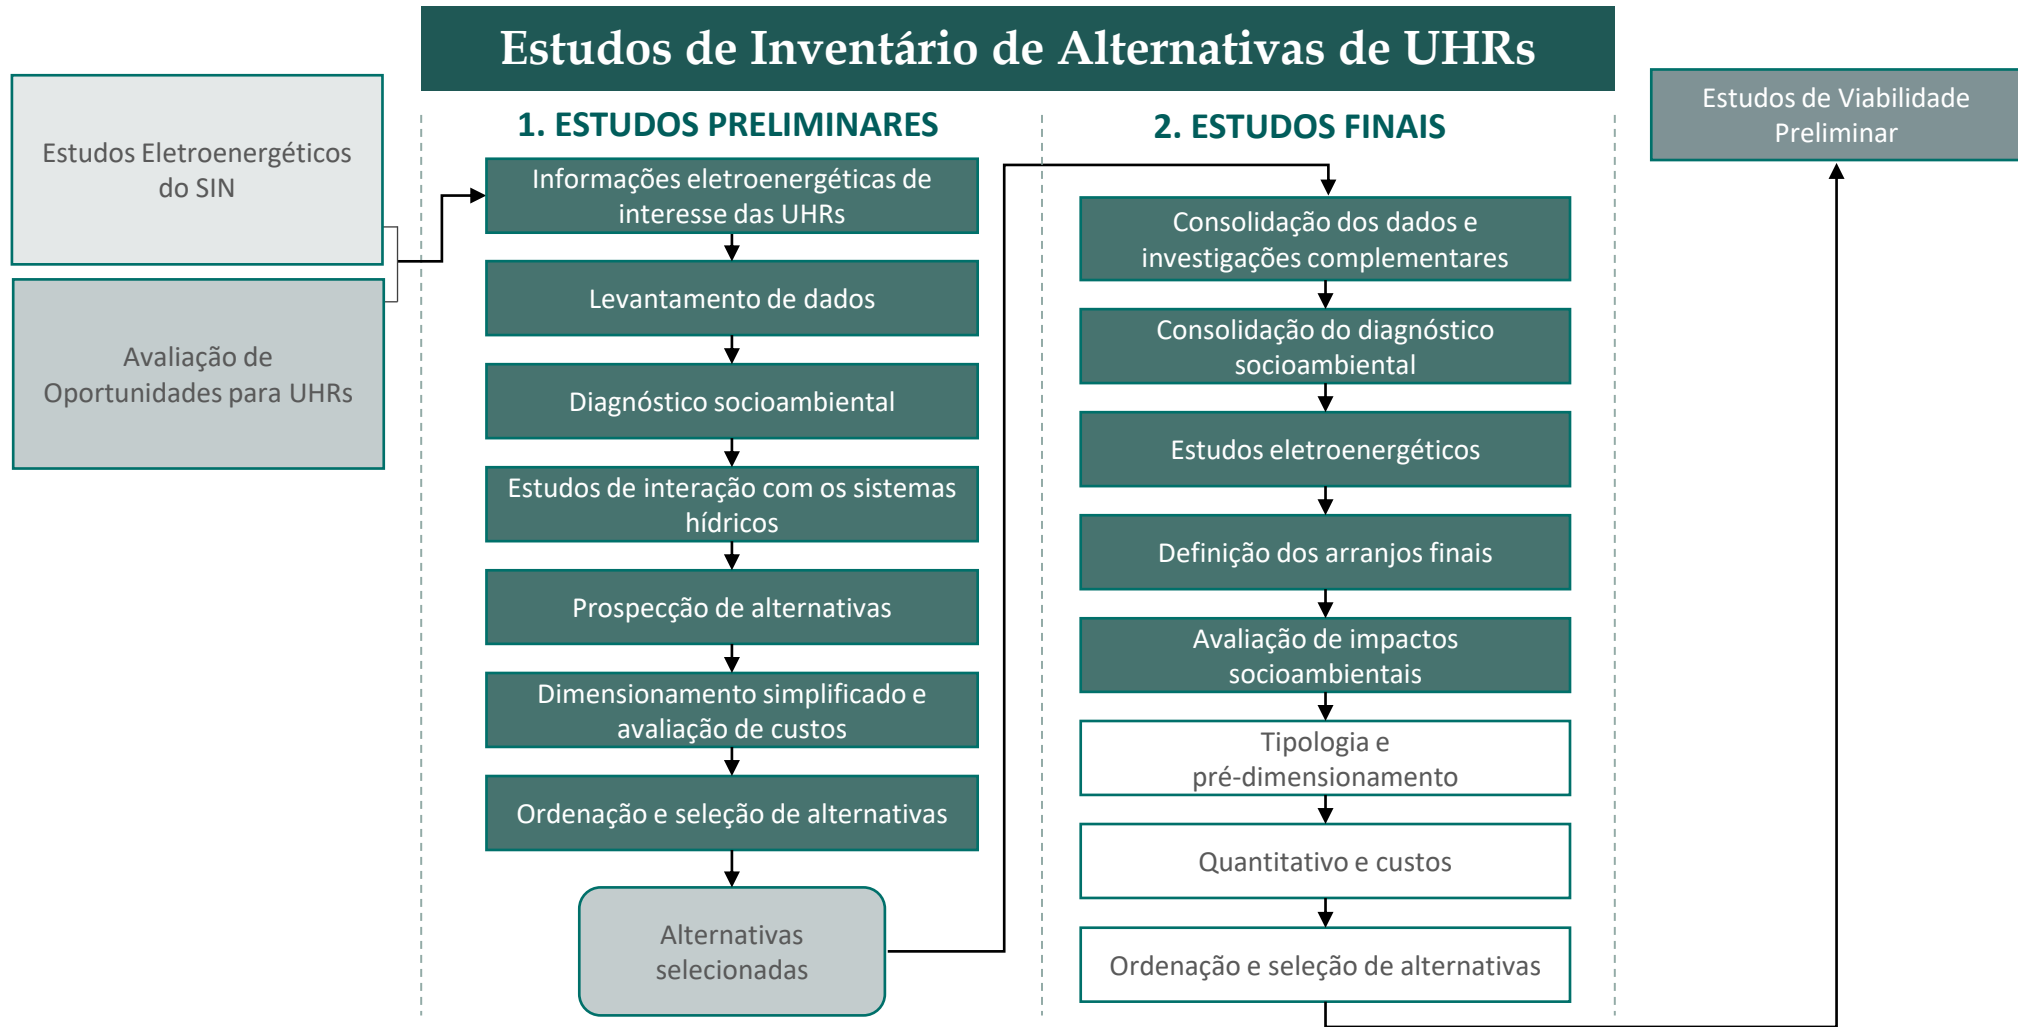 Estudos de Inventário de Alternativas de UHRs
Estudos Eletroenergéticos
do SIN
Avaliação de
Oportunidades para UHRs
1. ESTUDOS PRELIMINARES
Informações eletroenergéticas de
interesse das UHRs
Levantamento de dados
Diagnóstico socioambiental
Estudos de interação com os sistemas
hídricos
Prospecção de alternativas
Dimensionamento simplificado e
avaliação de custos
Ordenação e seleção de alternativas
Alternativas
selecionadas
2. ESTUDOS FINAIS
Consolidação dos dados e
investigações complementares
Consolidação do diagnóstico
socioambiental
Estudos eletroenergéticos
Definição dos arranjos finais
Avaliação de impactos
socioambientais
Tipologia e
pré-dimensionamento
Quantitativo e custos
Ordenação e seleção de alternativas
Estudos de Viabilidade
Preliminar